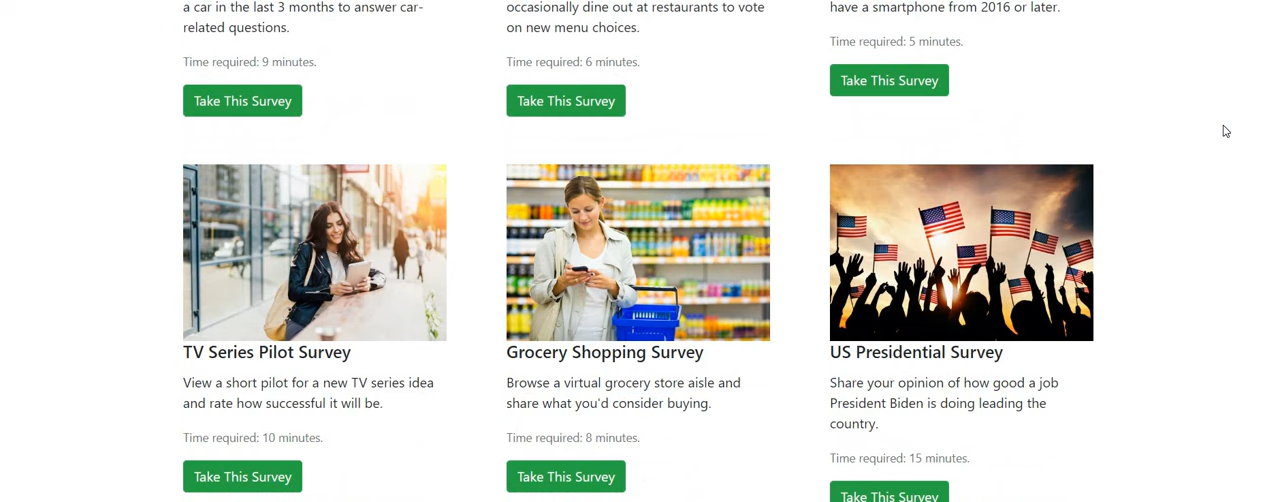 a car in the last 3 months to answer car-
related questions.
Time required: 9 minutes.
Take This Survey
occasionally dine out at restaurants to vote
on new menu choices.
Time required: 6 minutes.
Take This Survey
have a smartphone from 2016 or later.
Time required: 5 minutes.
Take This Survey
TV Series Pilot Survey
View a short pilot for a new TV series idea
and rate how successful it will be.
Time required: 10 minutes.
Take This Survey
Grocery Shopping Survey
Browse a virtual grocery store aisle and
share what you'd consider buying.
Time required: 8 minutes.
Take This Survey
US Presidential Survey
Share your opinion of how good a job
President Biden is doing leading the
country.
Time required: 15 minutes.
Take This Survey